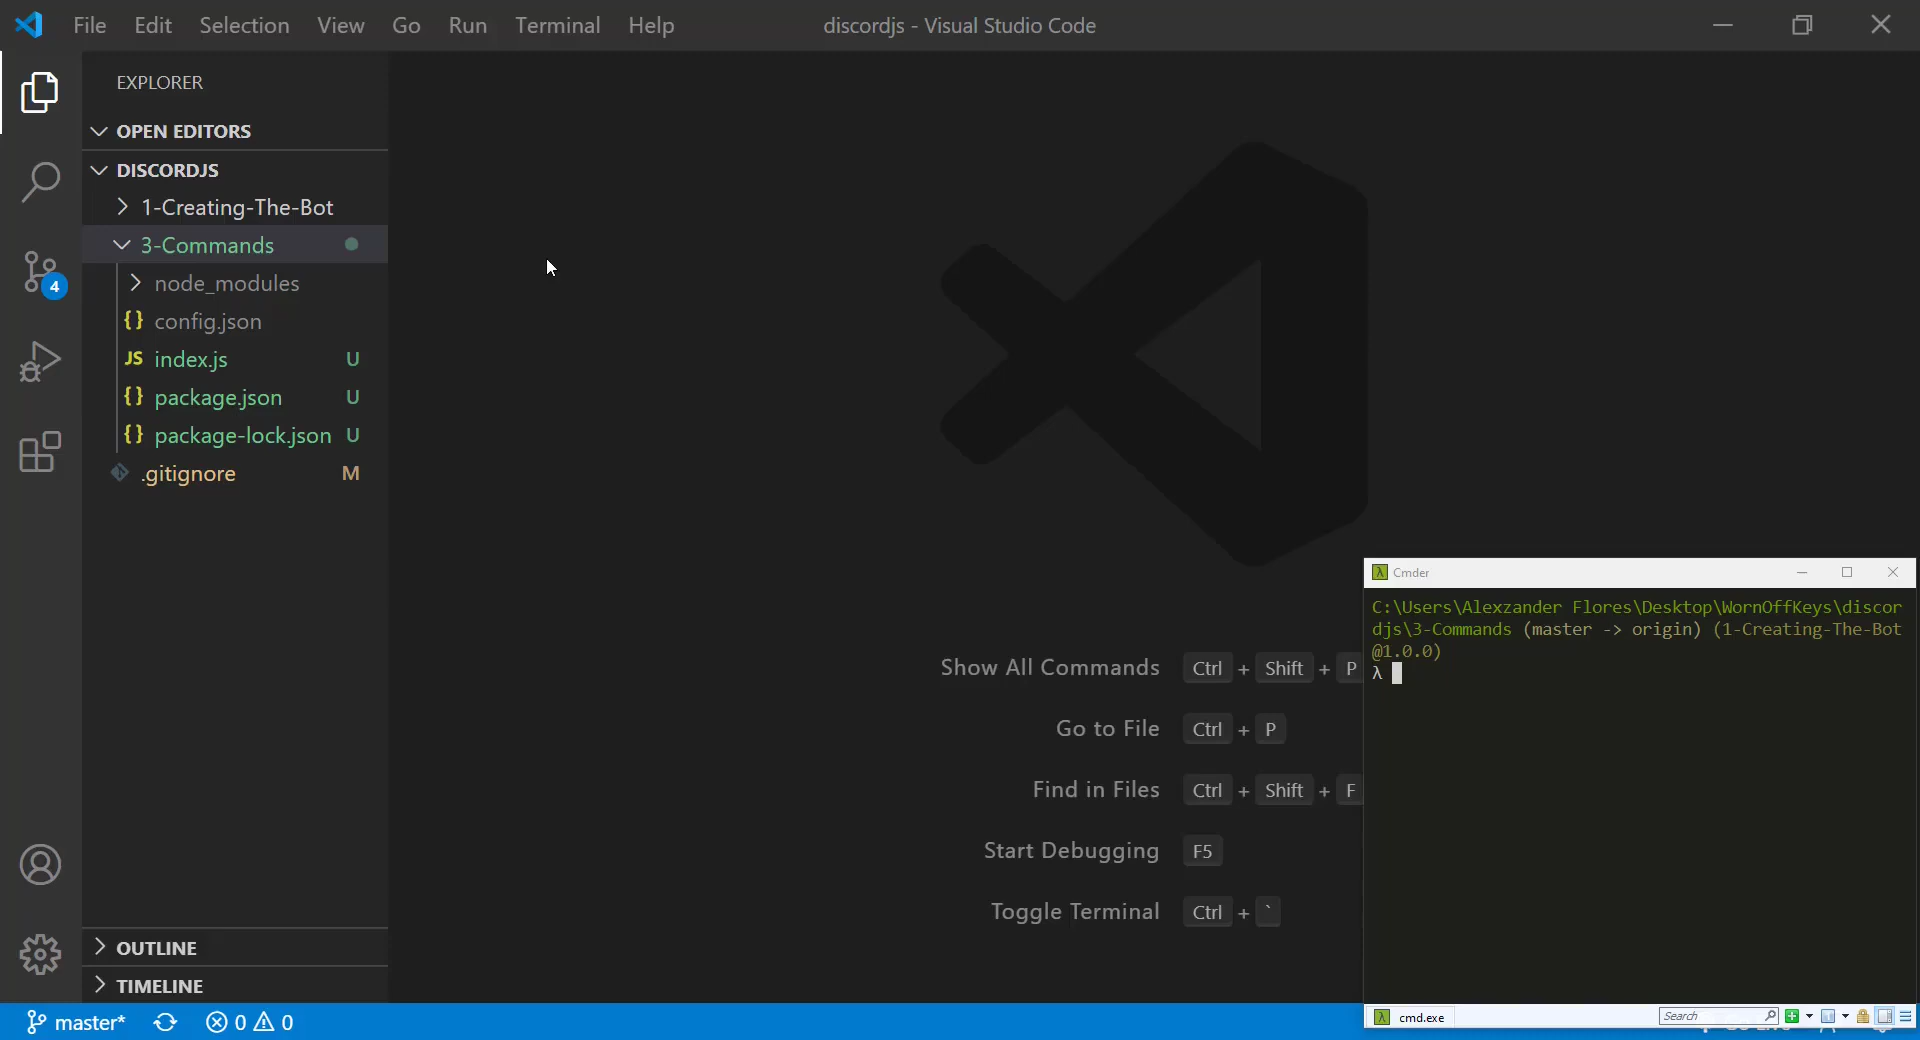 File Edit Selection View Go Run Terminal Help
discordjs - Visual Studio Code
EXPLORER
OPEN EDITORS
DISCORDJS
1-Creating-The-Bot
3-Commands
node_modules
{} config.json
JS index.js U
{} package.json U
{} package-lock.json U
.gitignore M
4
OUTLINE
TIMELINE
master* 0 0
Show All Commands Ctrl + Shift + P
Go to File Ctrl + P
Find in Files Ctrl + Shift + F
Start Debugging F5
Toggle Terminal Ctrl + `
λ Cmder
C:\Users\Alexzander Flores\Desktop\WornOffKeys\discor
djs\3-Commands (master -> origin) (1-Creating-The-Bot
@1.0.0)
λ
λ cmd.exe
Search